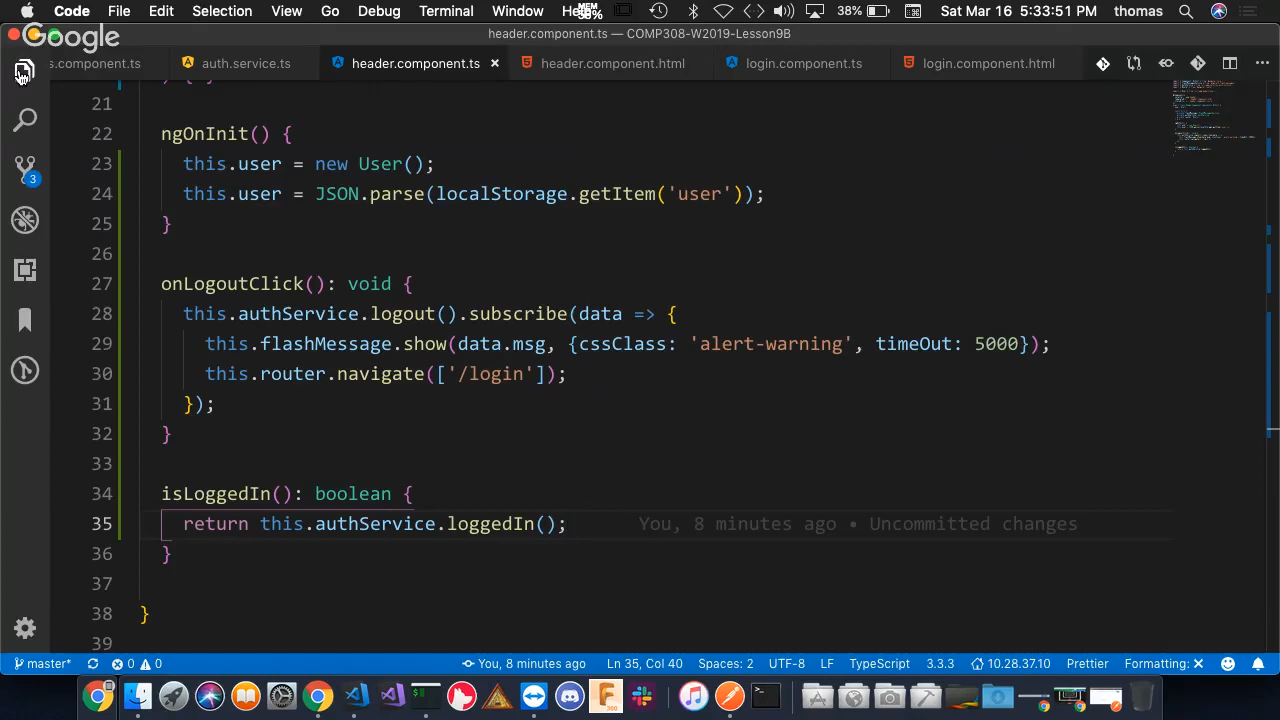 Code File Edit Selection View Go Debug Terminal Window Help MEM 58% 38% Sat Mar 16 5:33:51 PM thomas
Google
header.component.ts — COMP308-W2019-Lesson9B
s.component.ts auth.service.ts header.component.ts × header.component.html login.component.ts login.component.html
21
22 ngOnInit() {
23 this.user = new User();
24 this.user = JSON.parse(localStorage.getItem('user'));
25 }
26
27 onLogoutClick(): void {
28 this.authService.logout().subscribe(data => {
29 this.flashMessage.show(data.msg, {cssClass: 'alert-warning', timeOut: 5000});
30 this.router.navigate(['/login']);
31 });
32 }
33
34 isLoggedIn(): boolean {
35 return this.authService.loggedIn(); You, 8 minutes ago • Uncommitted changes
36 }
37
38 }
39
3
master* 0 0 You, 8 minutes ago Ln 35, Col 40 Spaces: 2 UTF-8 LF TypeScript 3.3.3 10.28.37.10 Prettier Formatting: ×